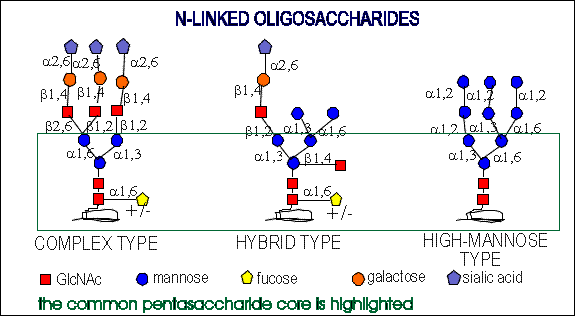 N-LINKED OLIGOSACCHARIDES
α2,6 α2,6 α2,6
β1,4 β1,4 β1,4
β2,6 β1,2 β1,2
α1,6 α1,3
α1,6
+/-
COMPLEX TYPE
α2,6
β1,4
β1,2 α1,3 α1,6
α1,3 β1,4
α1,6
+/-
HYBRID TYPE
α1,2 α1,2 α1,2
α1,2 α1,3 α1,6
α1,3 α1,6
HIGH-MANNOSE
TYPE
GlcNAc mannose fucose galactose sialic acid
the common pentasaccharide core is highlighted